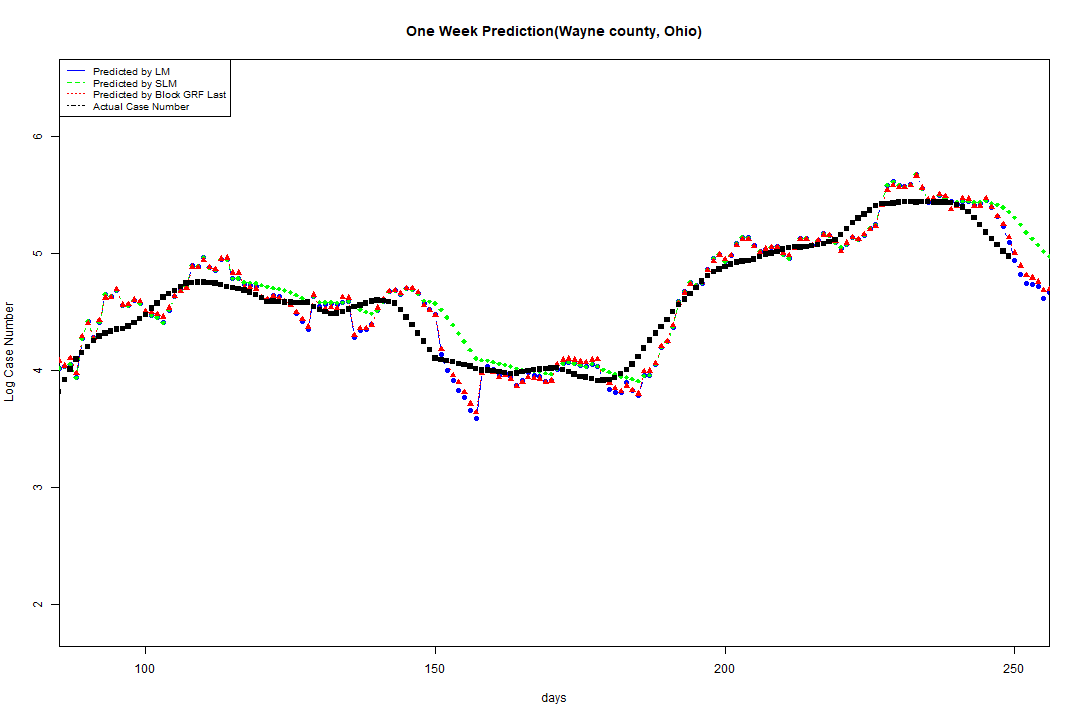 One Week Prediction(Wayne county, Ohio)
Predicted by LM
Predicted by SLM
Predicted by Block GRF Last
Actual Case Number
6
5
4
3
2
Log Case Number
100 150 200 250
days